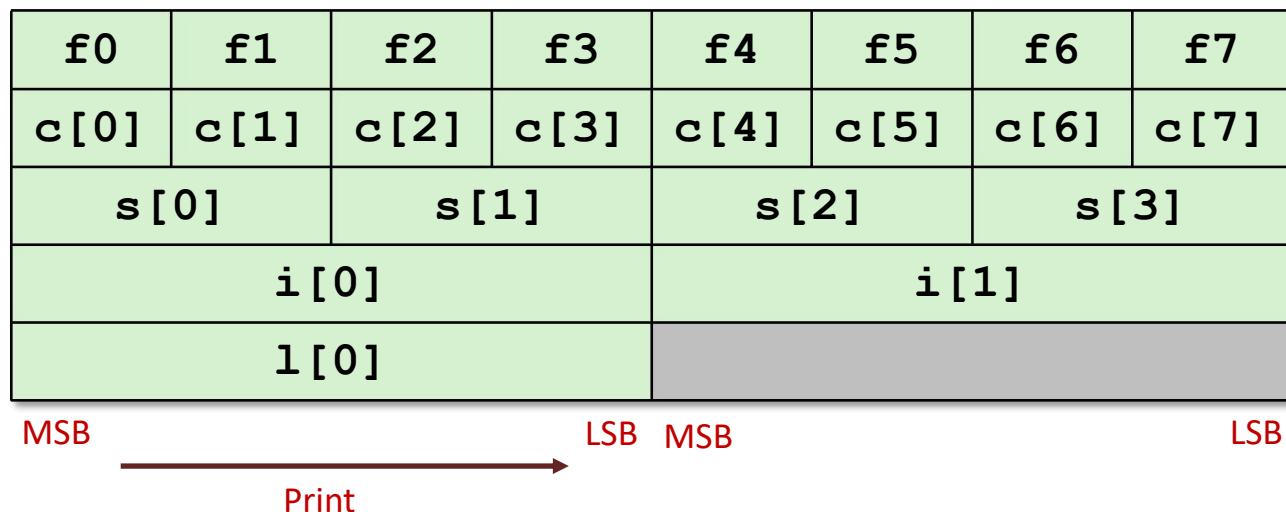 f0 f1 f2 f3 f4 f5 f6 f7
c[0] c[1] c[2] c[3] c[4] c[5] c[6] c[7]
s[0] s[1] s[2] s[3]
i[0] i[1]
l[0]
MSB LSB MSB LSB
Print